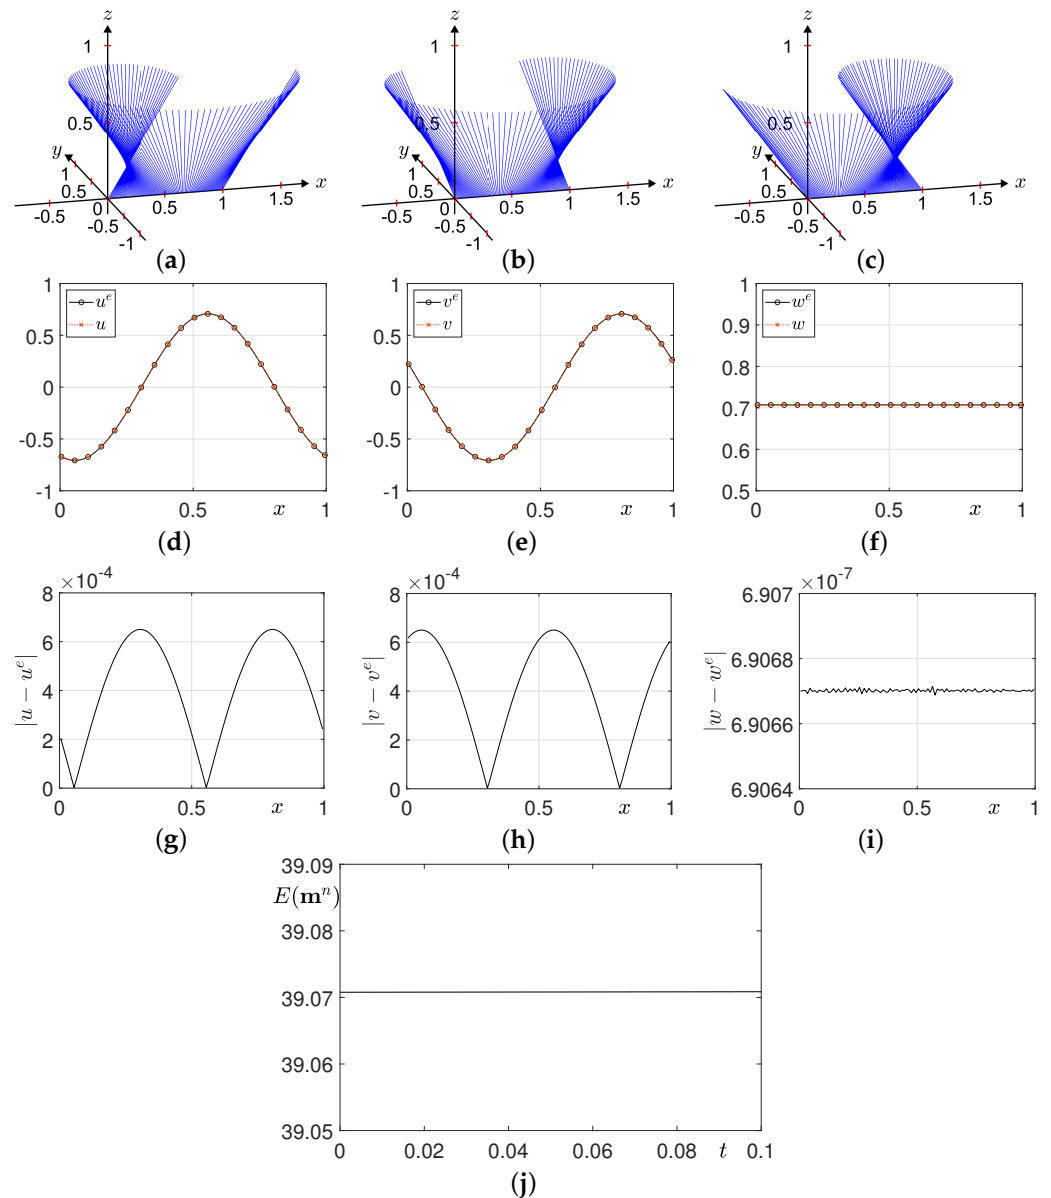 z z z
1 1 1
0.5 0.5 0.5
y y y
1 1 1
0.5 0.5 0.5
0 0 0
-0.5 0.5 1 1.5 x -0.5 0.5 1 1.5 x -0.5 0.5 1 1.5 x
0 0 0
-0.5 -0.5 -0.5
-1 -1 -1
(a) (b) (c)
1 1 1
u^e v^e w^e
u v w
0.5 0.5 0.9
0.8
0 0 0.7
-0.5 -0.5 0.6
-1 -1 0.5
0 0.5 x 1 0 0.5 x 1 0 0.5 x 1
(d) (e) (f)
×10^-4 ×10^-4 ×10^-7
8 8 6.907
6 6 6.9068
|u − u^e| |v − v^e| |w − w^e|
4 4 6.9066
2 2 6.9064
0 0
0 0.5 x 1 0 0.5 x 1 0 0.5 x 1
(g) (h) (i)
39.09
E(m^n)
39.08
39.07
39.06
39.05
0 0.02 0.04 0.06 0.08 t 0.1
(j)